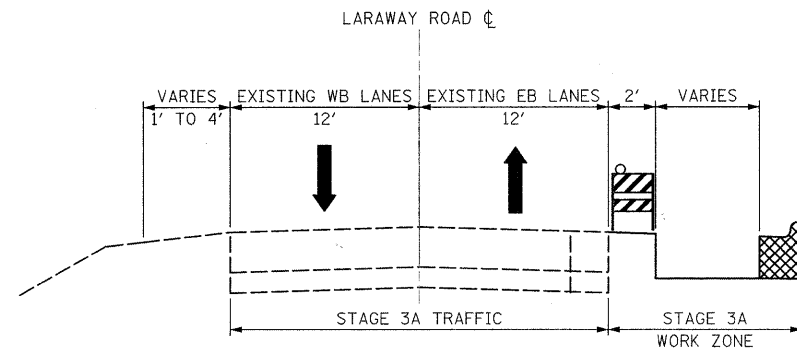 LARAWAY ROAD ℄
VARIES EXISTING WB LANES EXISTING EB LANES 2' VARIES
1' TO 4' 12' 12'
STAGE 3A TRAFFIC STAGE 3A
WORK ZONE